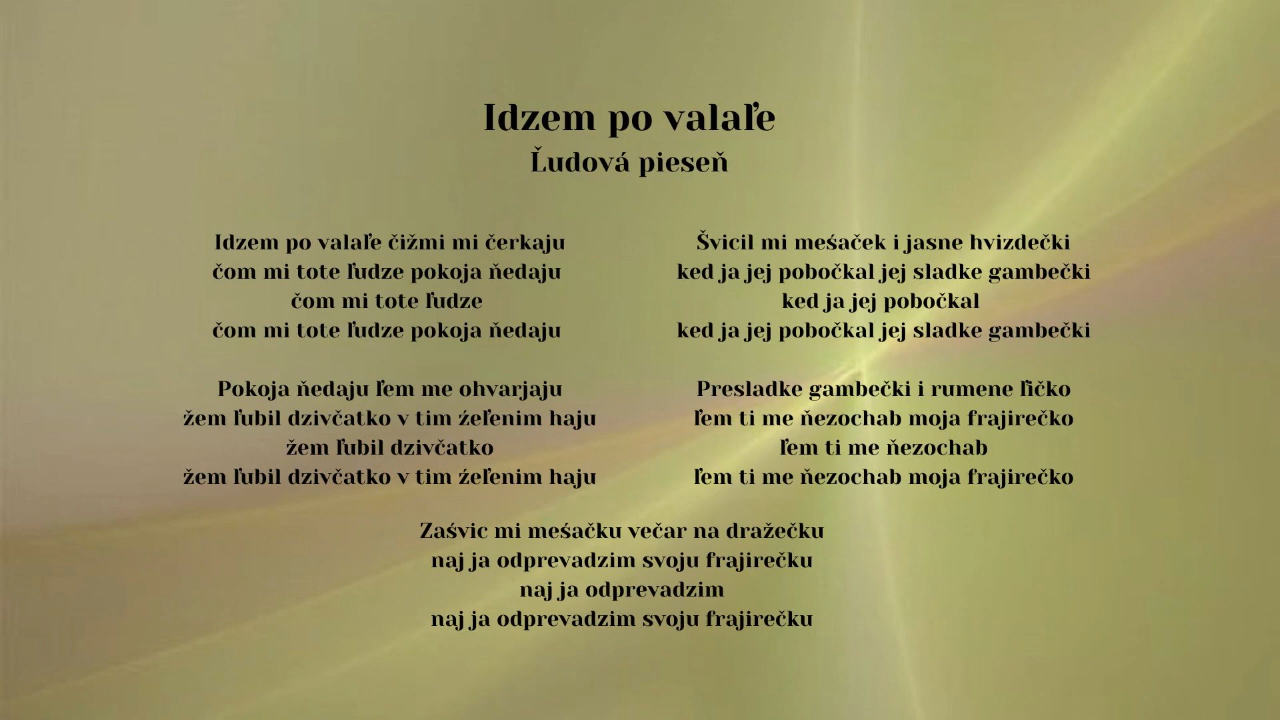 Idzem po valaľe
Ľudová pieseň
Idzem po valaľe čižmi mi čerkaju
čom mi tote ľudze pokoja ňedaju
čom mi tote ľudze
čom mi tote ľudze pokoja ňedaju
Pokoja ňedaju ľem me ohvarjaju
žem ľubil dzivčatko v tim źeľenim haju
žem ľubil dzivčatko
žem ľubil dzivčatko v tim źeľenim haju
Švicil mi meśaček i jasne hvizdečki
ked ja jej pobočkal jej sladke gambečki
ked ja jej pobočkal
ked ja jej pobočkal jej sladke gambečki
Presladke gambečki i rumene ľičko
ľem ti me ňezochab moja frajirečko
ľem ti me ňezochab
ľem ti me ňezochab moja frajirečko
Zaśvic mi meśačku večar na dražečku
naj ja odprevadzim svoju frajirečku
naj ja odprevadzim
naj ja odprevadzim svoju frajirečku